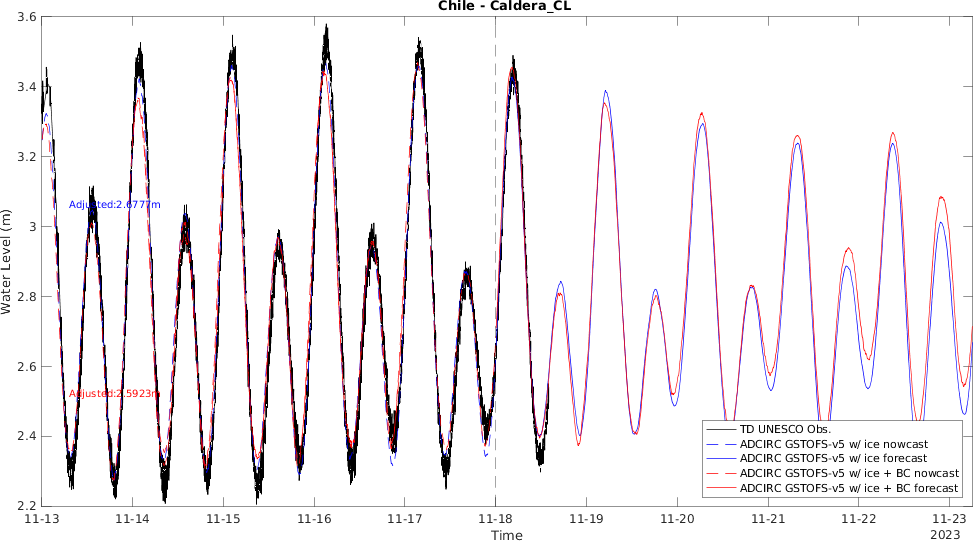 Chile - Caldera_CL
3.6
3.4
3.2
3
2.8
2.6
2.4
2.2
Water Level (m)
Adjusted:2.6777m
Adjusted:2.5923m
TD UNESCO Obs.
ADCIRC GSTOFS-v5 w/ ice nowcast
ADCIRC GSTOFS-v5 w/ ice forecast
ADCIRC GSTOFS-v5 w/ ice + BC nowcast
ADCIRC GSTOFS-v5 w/ ice + BC forecast
11-13 11-14 11-15 11-16 11-17 11-18 11-19 11-20 11-21 11-22 11-23
Time
2023